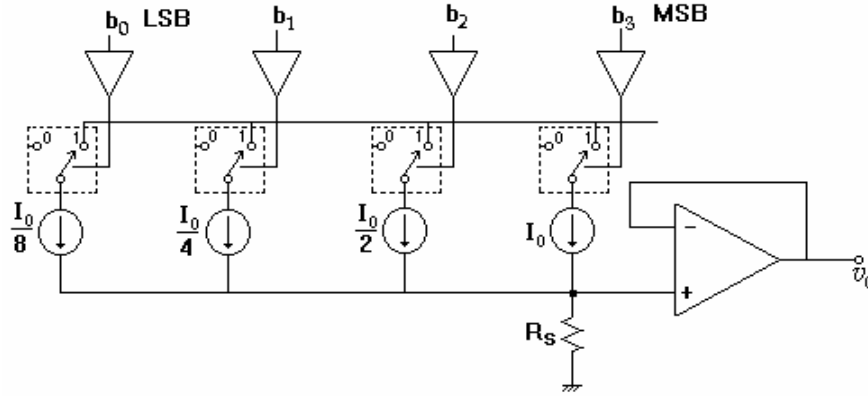 b₀ LSB b₁ b₂ b₃ MSB
0 1 0 1 0 1 0 1
I₀/8 I₀/4 I₀/2 I₀
−
+
v₀
Rs